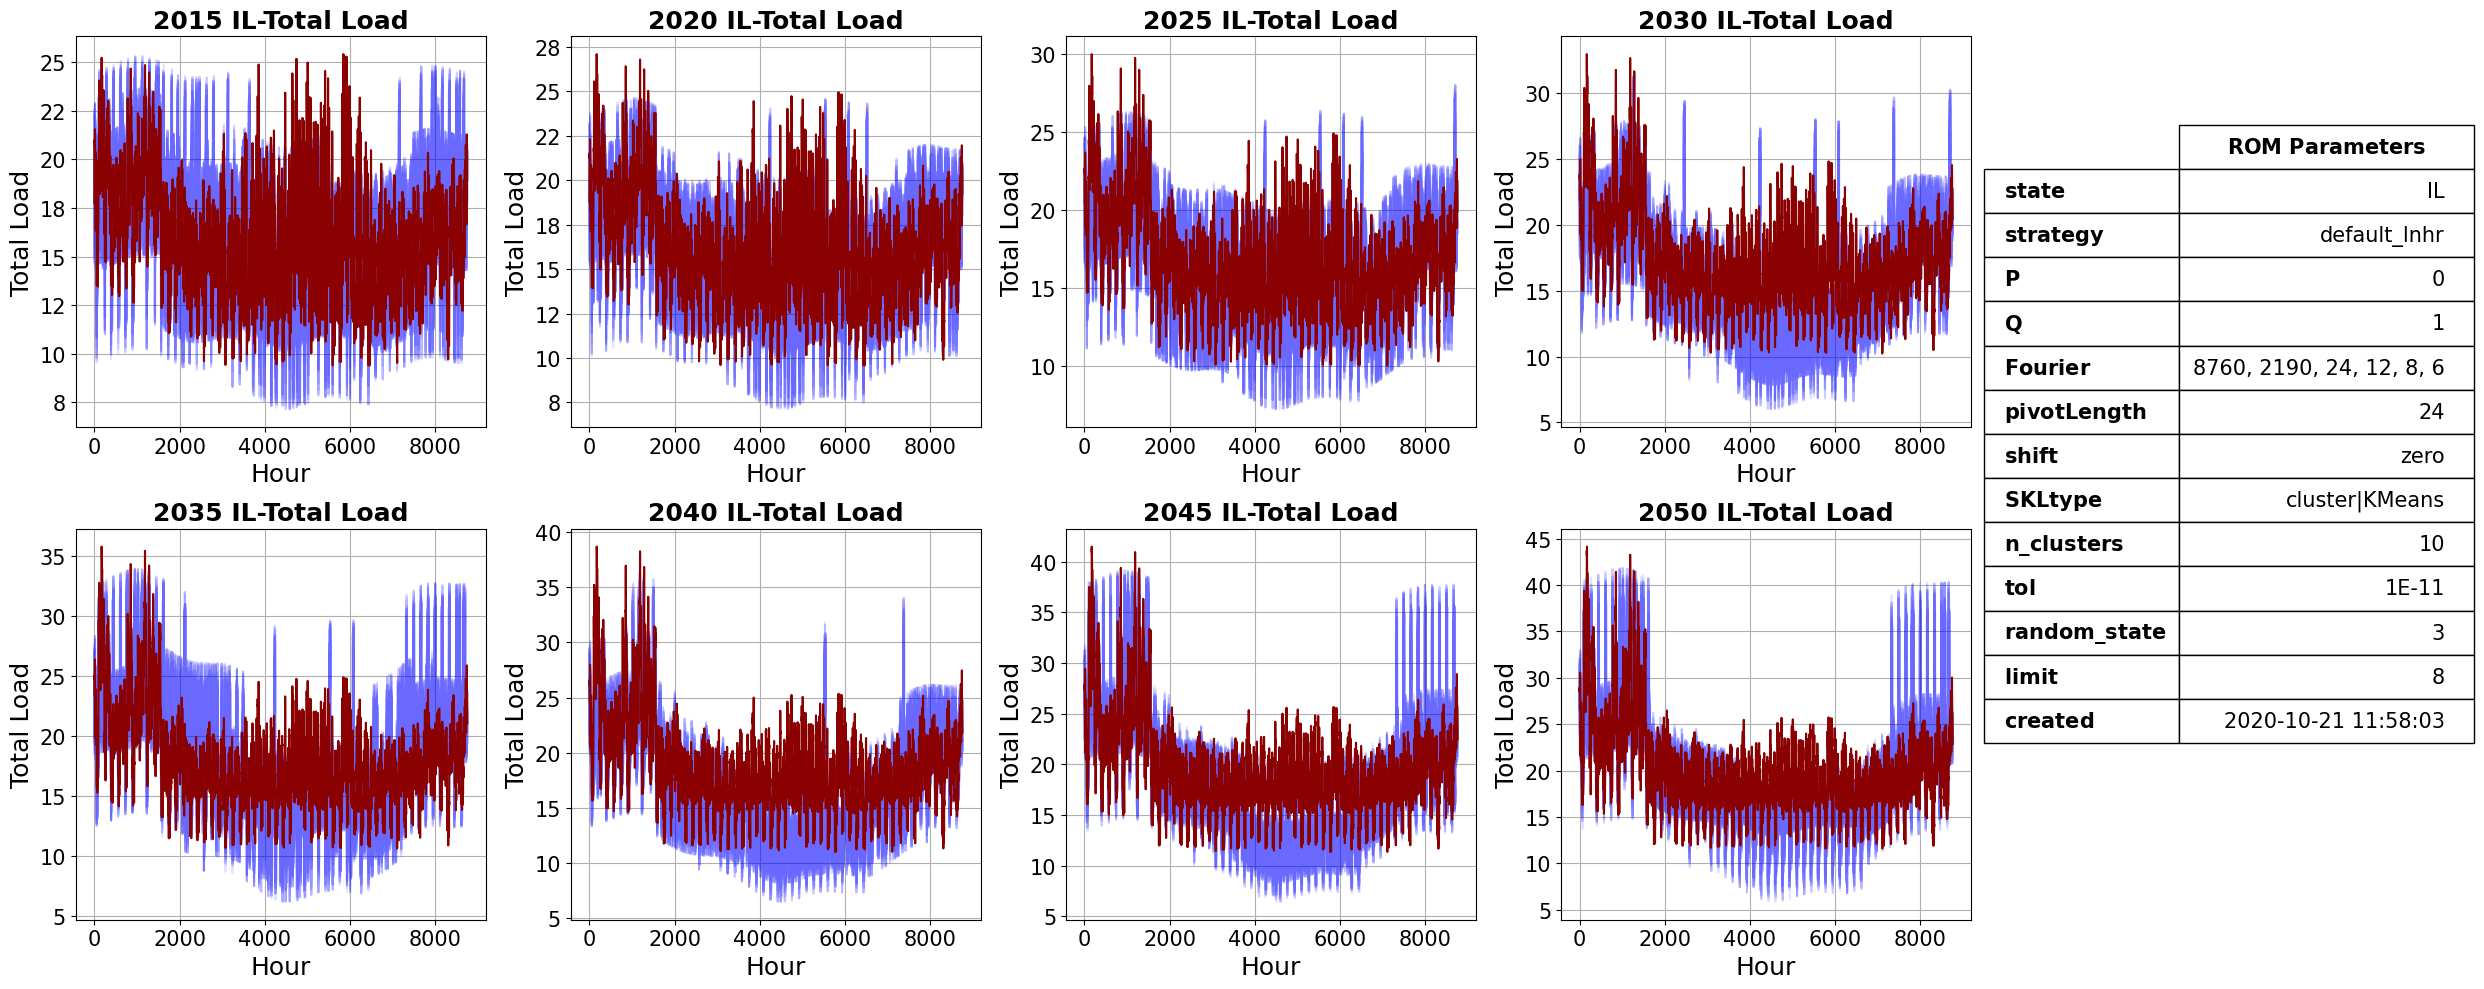 2015 IL-Total Load
25
22
20
18
15
12
10
8
Total Load
0 2000 4000 6000 8000
Hour
2020 IL-Total Load
28
25
22
20
18
15
12
10
8
Total Load
0 2000 4000 6000 8000
Hour
2025 IL-Total Load
30
25
20
15
10
Total Load
0 2000 4000 6000 8000
Hour
2030 IL-Total Load
30
25
20
15
10
5
Total Load
0 2000 4000 6000 8000
Hour
2035 IL-Total Load
35
30
25
20
15
10
5
Total Load
0 2000 4000 6000 8000
Hour
2040 IL-Total Load
40
35
30
25
20
15
10
5
Total Load
0 2000 4000 6000 8000
Hour
2045 IL-Total Load
40
35
30
25
20
15
10
5
Total Load
0 2000 4000 6000 8000
Hour
2050 IL-Total Load
45
40
35
30
25
20
15
10
5
Total Load
0 2000 4000 6000 8000
Hour
ROM Parameters
state IL
strategy default_lnhr
P 0
Q 1
Fourier 8760, 2190, 24, 12, 8, 6
pivotLength 24
shift zero
SKLtype cluster|KMeans
n_clusters 10
tol 1E-11
random_state 3
limit 8
created 2020-10-21 11:58:03